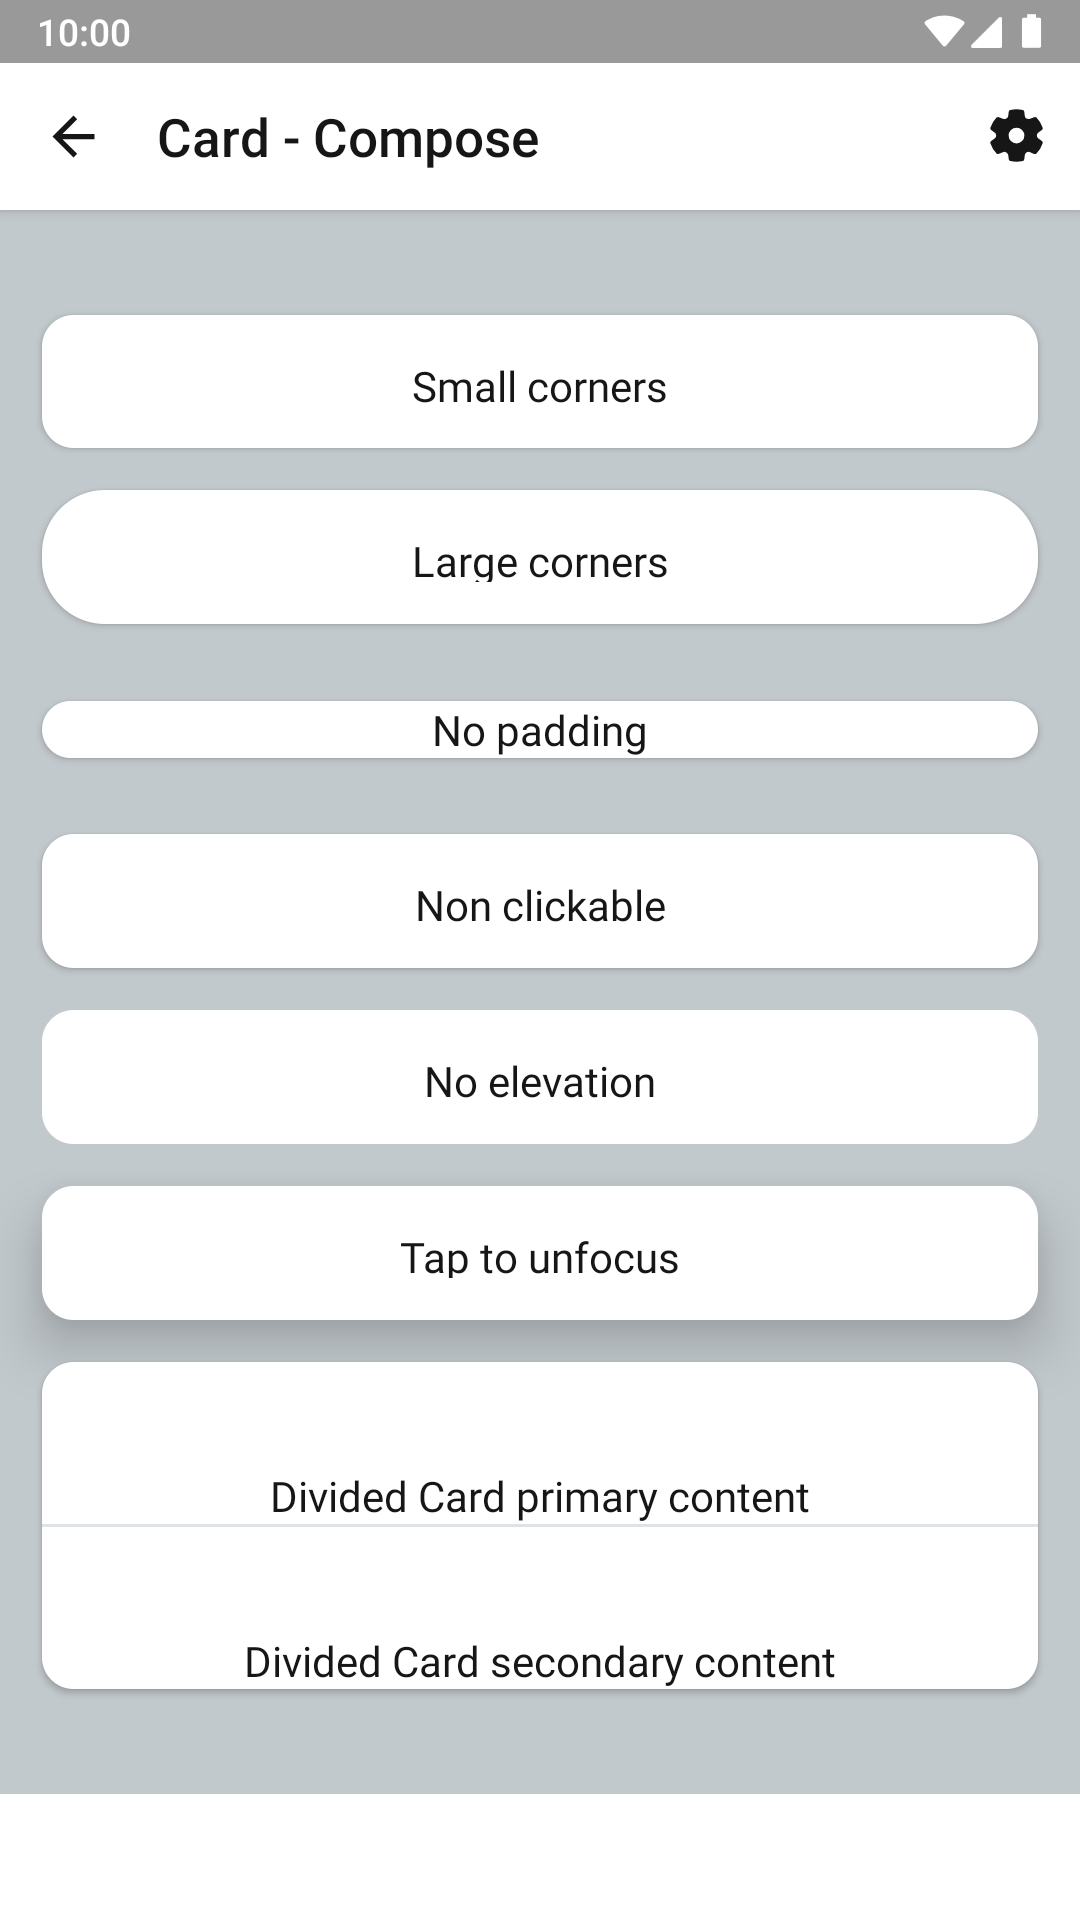 10:00
Card - Compose
Small corners
Large corners
No padding
Non clickable
No elevation
Tap to unfocus
Divided Card primary content
Divided Card secondary content